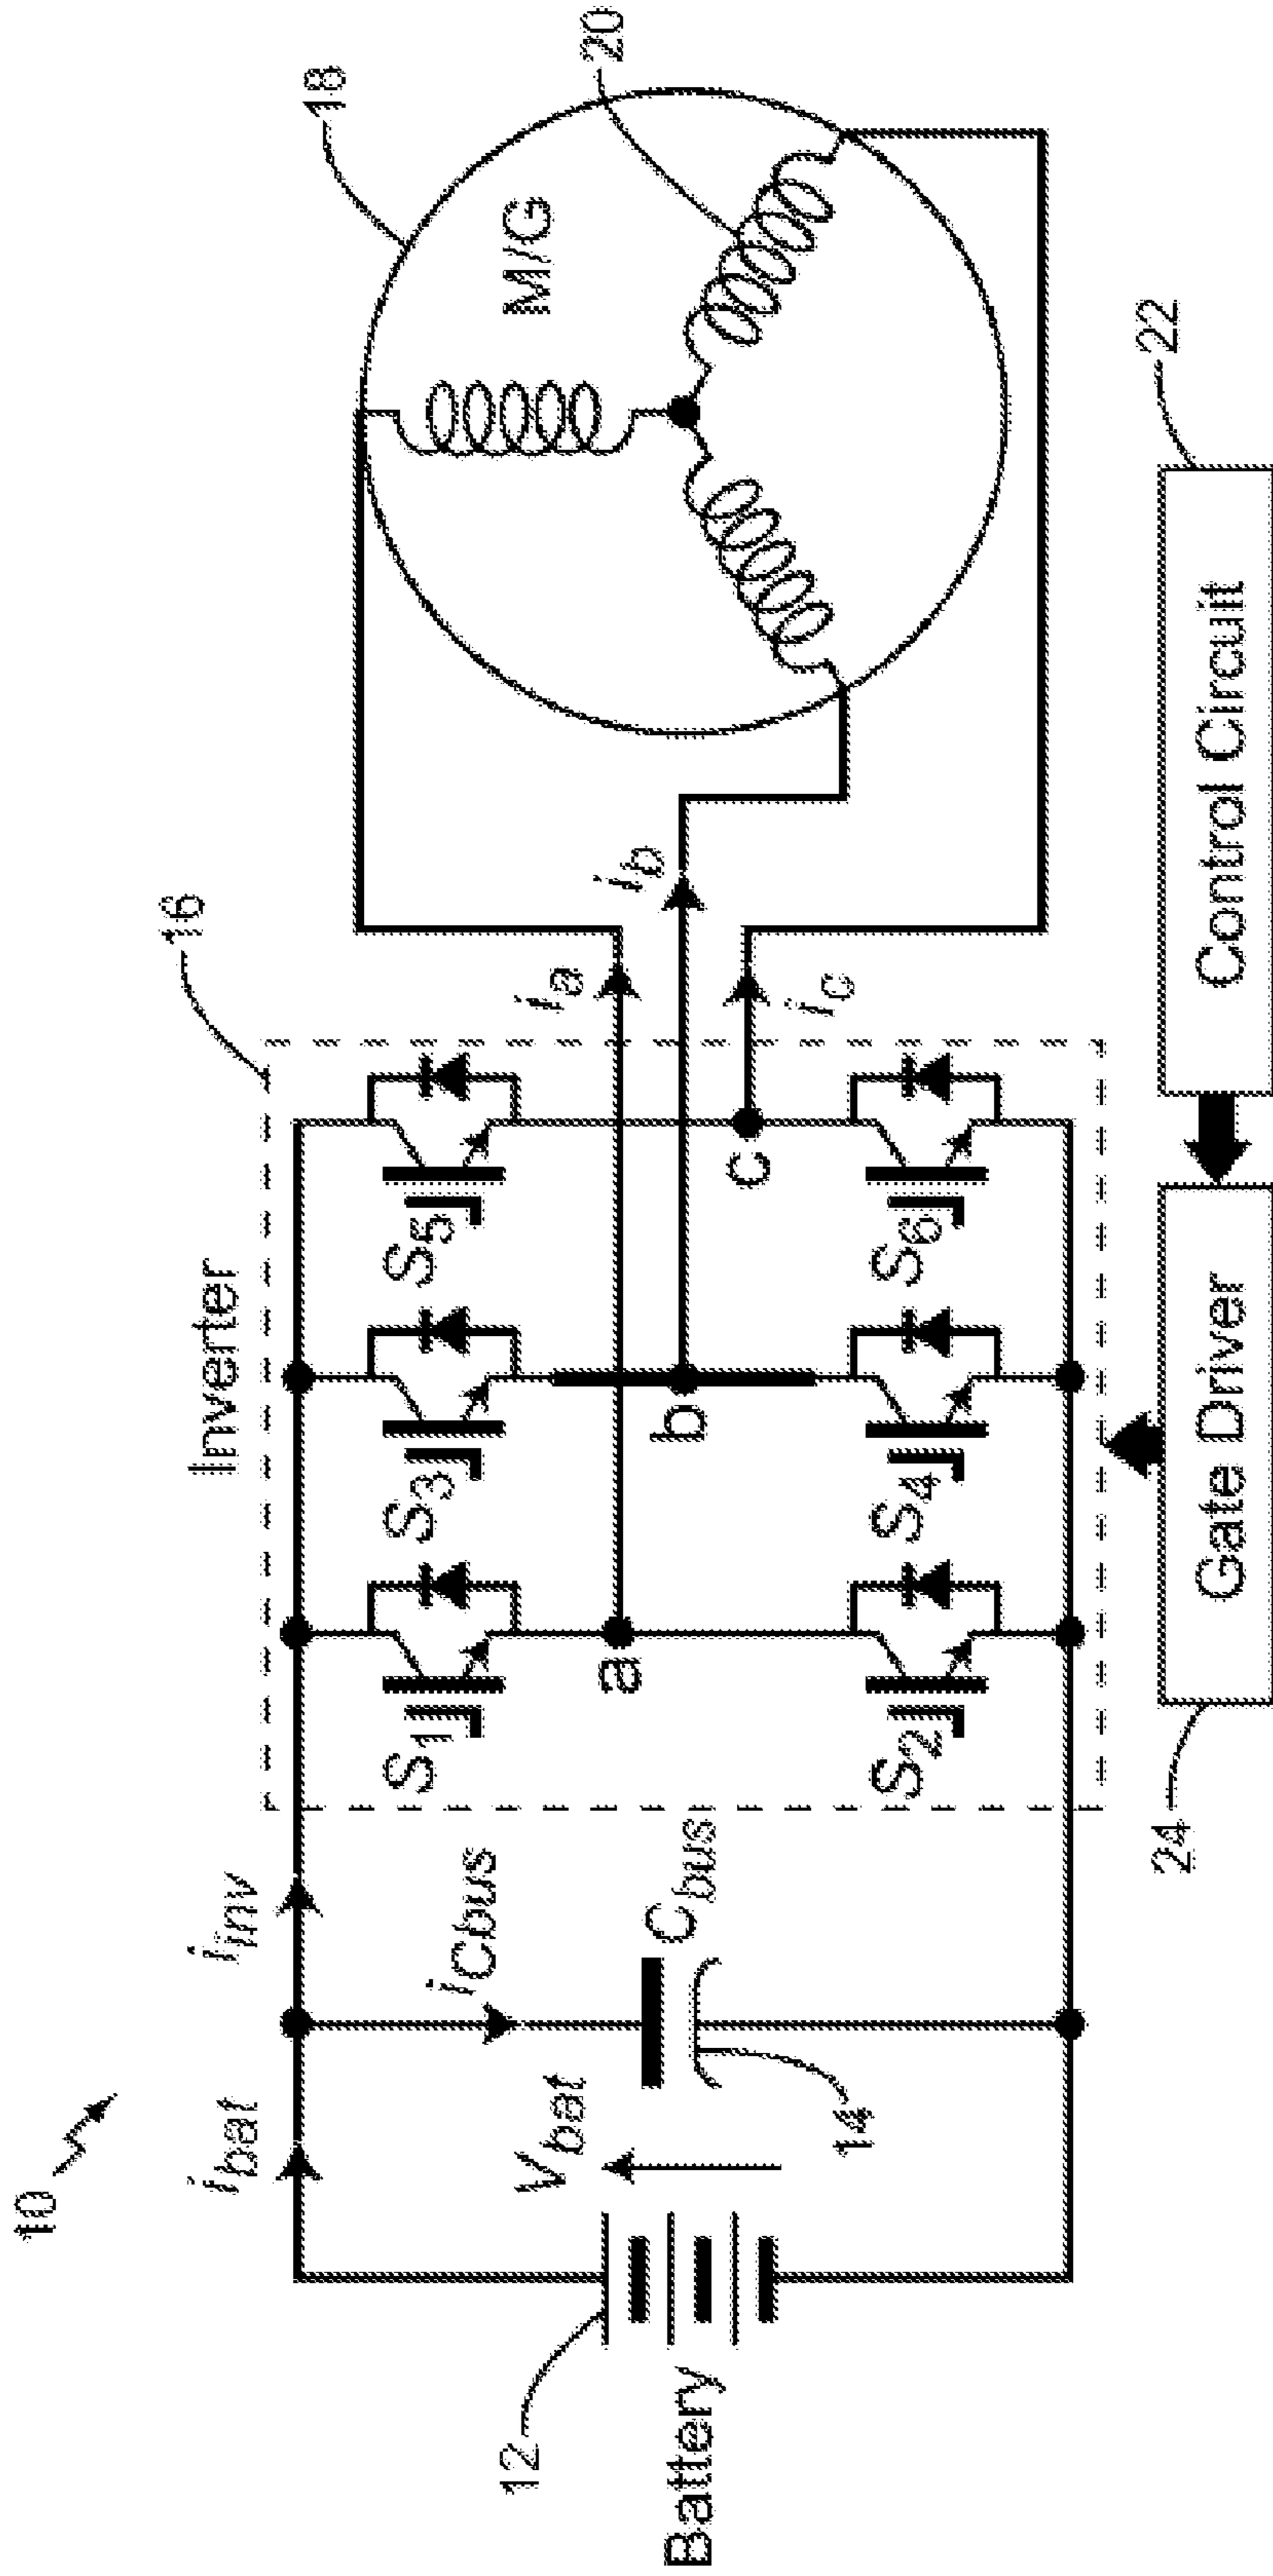 10
i_bat
i_inv
Inverter
16
18
20
i_Cbus
V_bat
C_bus
14
12
Battery
S₁
S₃
S₅
a
b
c
S₂
S₄
S₆
i_a
i_b
i_c
M/G
24
Gate Driver
Control Circuit
22